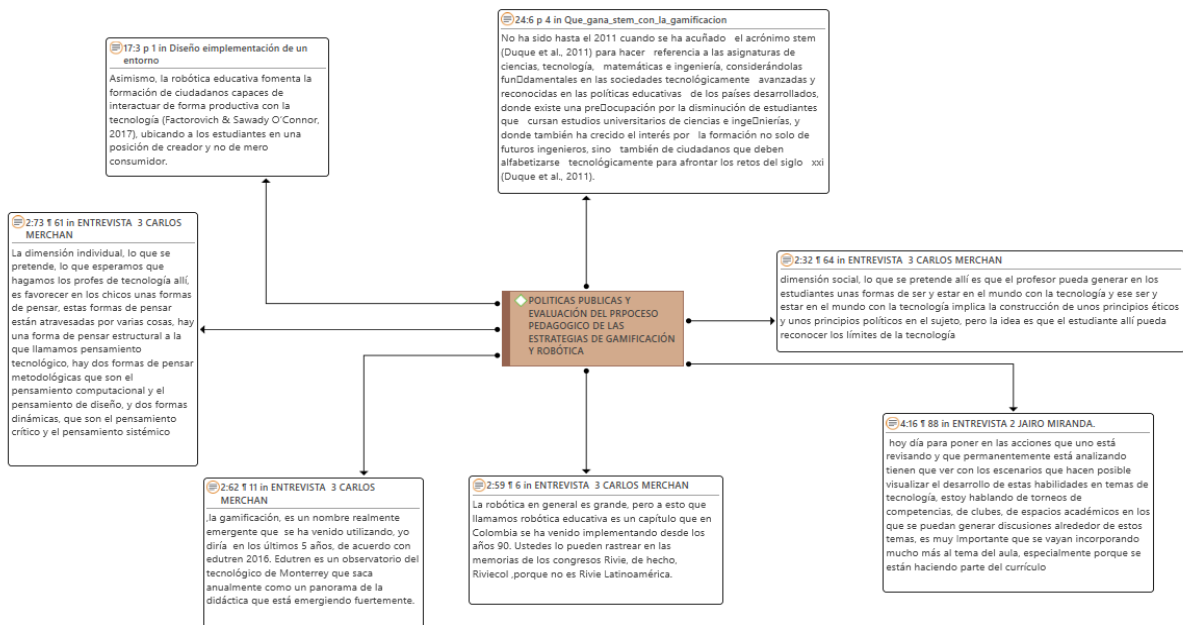 24:6 p 4 in Que_gana_stem_con_la_gamificacion
No ha sido hasta el 2011 cuando se ha acuñado el acrónimo stem
(Duque et al., 2011) para hacer referencia a las asignaturas de
ciencias, tecnología, matemáticas e ingeniería, considerándolas
fun▯damentales en las sociedades tecnológicamente avanzadas y
reconocidas en las políticas educativas de los países desarrollados,
donde existe una pre▯ocupación por la disminución de estudiantes
que cursan estudios universitarios de ciencias e inge▯nierías, y
donde también ha crecido el interés por la formación no solo de
futuros ingenieros, sino también de ciudadanos que deben
alfabetizarse tecnológicamente para afrontar los retos del siglo xxi
(Duque et al., 2011).
17:3 p 1 in Diseño eimplementación de un
entorno
Asimismo, la robótica educativa fomenta la
formación de ciudadanos capaces de
interactuar de forma productiva con la
tecnología (Factorovich & Sawady O'Connor,
2017), ubicando a los estudiantes en una
posición de creador y no de mero
consumidor.
2:73 ¶ 61 in ENTREVISTA 3 CARLOS
MERCHAN
La dimensión individual, lo que se
pretende, lo que esperamos que
hagamos los profes de tecnología allí,
es favorecer en los chicos unas formas
de pensar, estas formas de pensar
están atravesadas por varias cosas, hay
una forma de pensar estructural a la
que llamamos pensamiento
tecnológico, hay dos formas de pensar
metodológicas que son el
pensamiento computacional y el
pensamiento de diseño, y dos formas
dinámicas, que son el pensamiento
crítico y el pensamiento sistémico
2:32 ¶ 64 in ENTREVISTA 3 CARLOS MERCHAN
dimensión social, lo que se pretende allí es que el profesor pueda generar en los
estudiantes unas formas de ser y estar en el mundo con la tecnología y ese ser y
estar en el mundo con la tecnología implica la construcción de unos principios éticos
y unos principios políticos en el sujeto, pero la idea es que el estudiante allí pueda
reconocer los límites de la tecnología
POLITICAS PUBLICAS Y
EVALUACIÓN DEL PRPOCESO
PEDAGOGICO DE LAS
ESTRATEGIAS DE GAMIFICACIÓN
Y ROBÓTICA
4:16 ¶ 88 in ENTREVISTA 2 JAIRO MIRANDA.
hoy día para poner en las acciones que uno está
revisando y que permanentemente está analizando
tienen que ver con los escenarios que hacen posible
visualizar el desarrollo de estas habilidades en temas de
tecnología, estoy hablando de torneos de
competencias, de clubes, de espacios académicos en los
que se puedan generar discusiones alrededor de estos
temas, es muy Importante que se vayan incorporando
mucho más al tema del aula, especialmente porque se
están haciendo parte del currículo
2:62 ¶ 11 in ENTREVISTA 3 CARLOS
MERCHAN
,la gamificación, es un nombre realmente
emergente que se ha venido utilizando, yo
diría en los últimos 5 años, de acuerdo con
edutren 2016. Edutren es un observatorio del
tecnológico de Monterrey que saca
anualmente como un panorama de la
didáctica que está emergiendo fuertemente.
2:59 ¶ 6 in ENTREVISTA 3 CARLOS MERCHAN
La robótica en general es grande, pero a esto que
llamamos robótica educativa es un capítulo que en
Colombia se ha venido implementando desde los
años 90. Ustedes lo pueden rastrear en las
memorias de los congresos Rivie, de hecho,
Riviecol ,porque no es Rivie Latinoamérica.